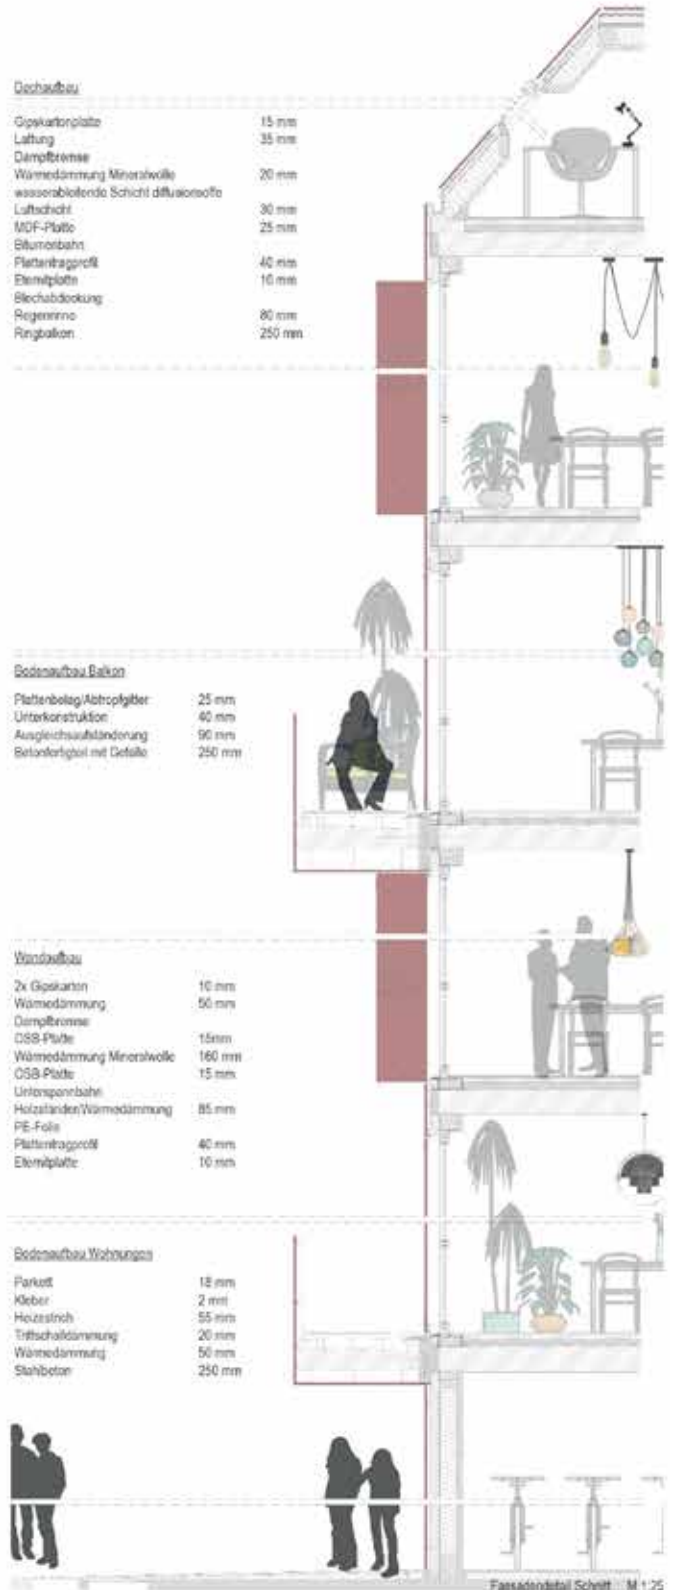 Dachaufbau
Gipskartonplatte 15 mm
Lattung 35 mm
Dampfbremse
Wärmedämmung Mineralwolle 20 mm
wasserableitende Schicht diffusionsoffe
Luftschicht 30 mm
MDF-Platte 25 mm
Bitumenbahn
Plattentragprofil 40 mm
Eternitplatte 10 mm
Blechabdeckung
Regenrinne 80 mm
Ringbalken 250 mm
Bodenaufbau Balkon
Plattenbelag/Abtropfgitter 25 mm
Unterkonstruktion 40 mm
Ausgleichsaufständerung 90 mm
Betonfertigteil mit Gefälle 250 mm
Wandaufbau
2x Gipskarton 10 mm
Wärmedämmung 50 mm
Dampfbremse
OSB-Platte 15mm
Wärmedämmung Mineralwolle 160 mm
OSB-Platte 15 mm
Unterspannbahn
Holzständer/Wärmedämmung 85 mm
PE-Folie
Plattentragprofil 40 mm
Eternitplatte 10 mm
Bodenaufbau Wohnungen
Parkett 18 mm
Kleber 2 mm
Heizestrich 55 mm
Trittschalldämmung 20 mm
Wärmedämmung 50 mm
Stahlbeton 250 mm
Fassadendetail Schnitt M 1:25